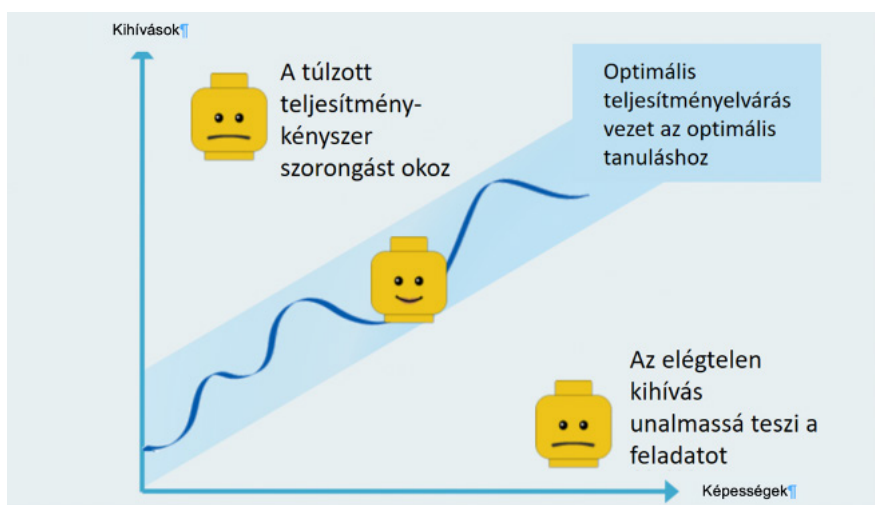 Kihívások¶
A túlzott
teljesítmény-
kényszer
szorongást okoz
Optimális
teljesítményelvárás
vezet az optimális
tanuláshoz
Az elégtelen
kihívás
unalmassá teszi a
feladatot
Képességek¶